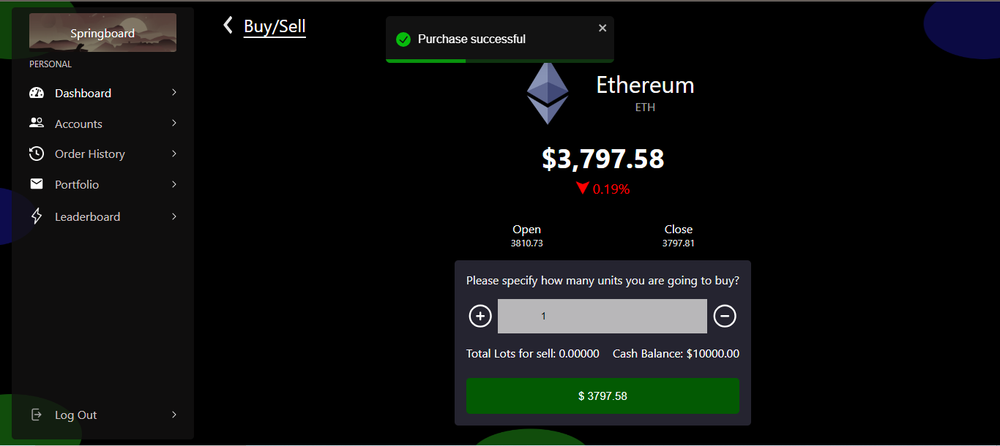 Springboard
PERSONAL
Dashboard
Accounts
Order History
Portfolio
Leaderboard
Log Out
Buy/Sell
Purchase successful
Ethereum
ETH
$3,797.58
0.19%
Open Close
3810.73 3797.81
Please specify how many units you are going to buy?
1
Total Lots for sell: 0.00000 Cash Balance: $10000.00
$ 3797.58